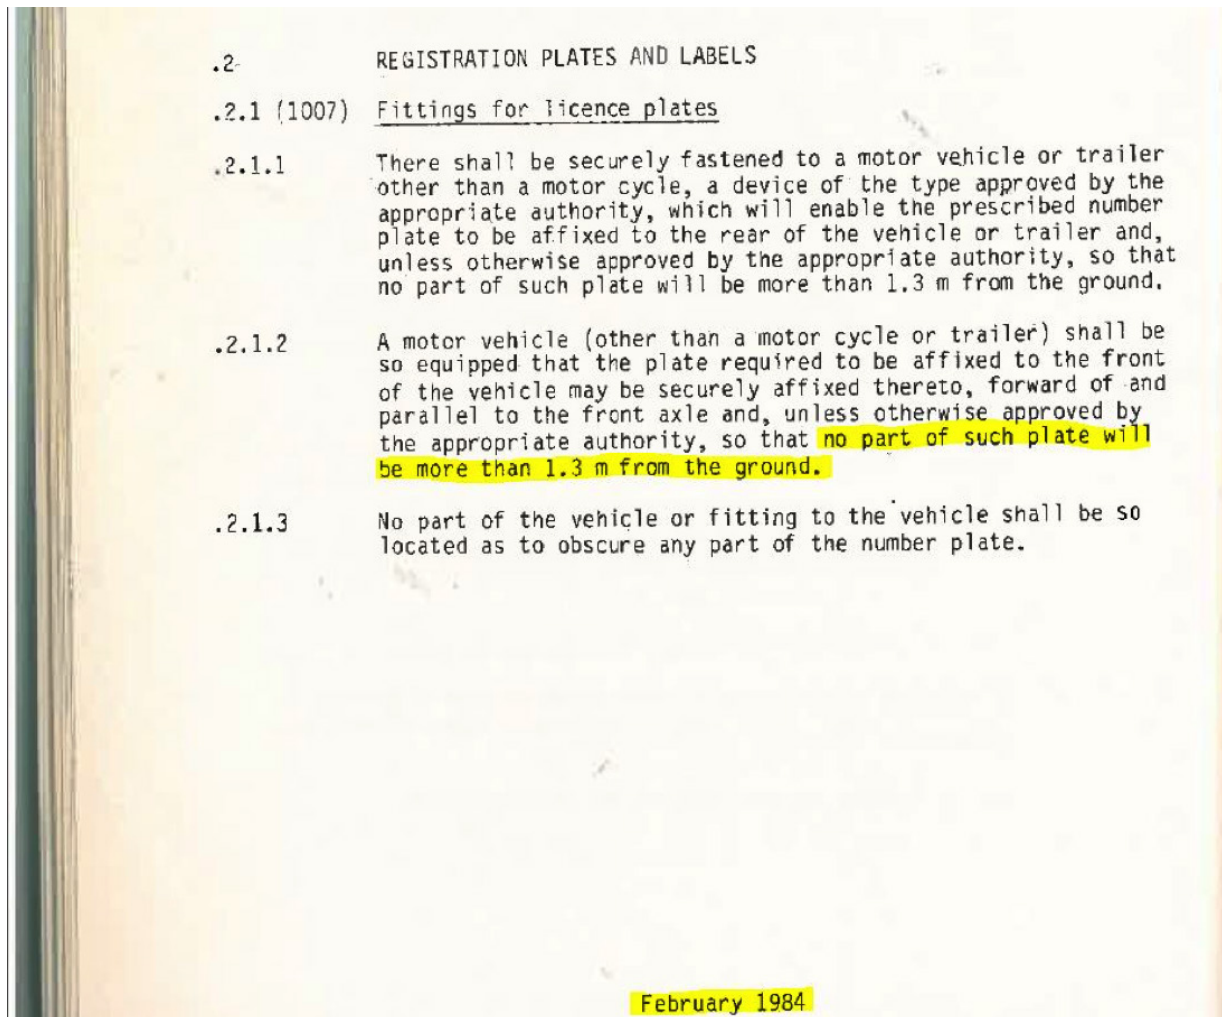 .2 REGISTRATION PLATES AND LABELS
.2.1 (1007) Fittings for licence plates
.2.1.1 There shall be securely fastened to a motor vehicle or trailer
other than a motor cycle, a device of the type approved by the
appropriate authority, which will enable the prescribed number
plate to be affixed to the rear of the vehicle or trailer and,
unless otherwise approved by the appropriate authority, so that
no part of such plate will be more than 1.3 m from the ground.
.2.1.2 A motor vehicle (other than a motor cycle or trailer) shall be
so equipped that the plate required to be affixed to the front
of the vehicle may be securely affixed thereto, forward of and
parallel to the front axle and, unless otherwise approved by
the appropriate authority, so that no part of such plate will
be more than 1.3 m from the ground.
.2.1.3 No part of the vehicle or fitting to the vehicle shall be so
located as to obscure any part of the number plate.
February 1984